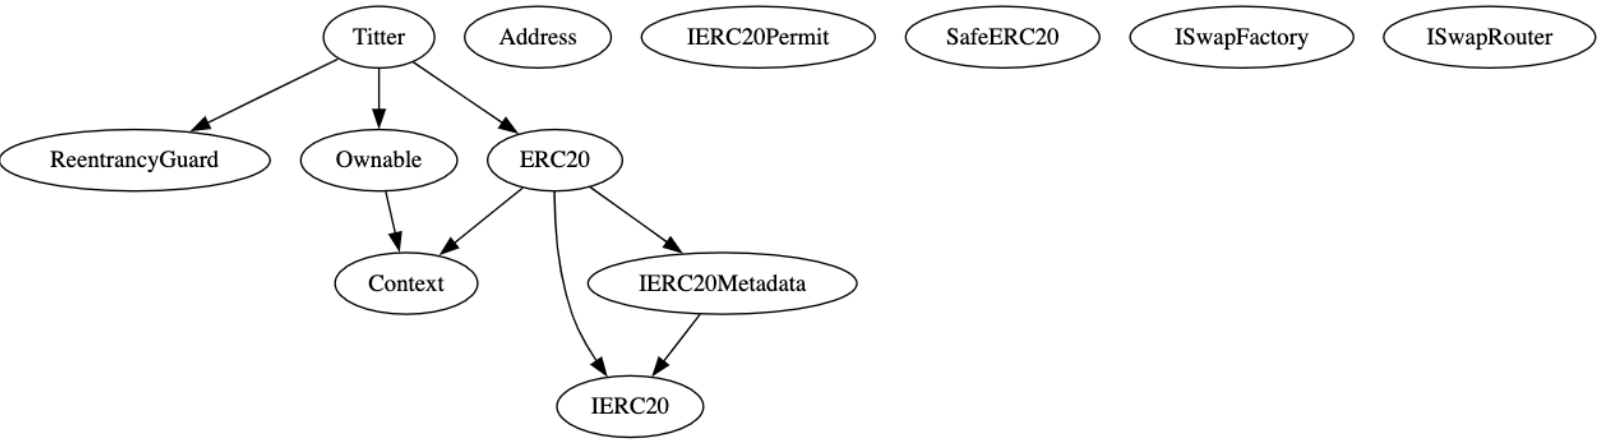 Titter
Address
IERC20Permit
SafeERC20
ISwapFactory
ISwapRouter
ReentrancyGuard
Ownable
ERC20
Context
IERC20Metadata
IERC20